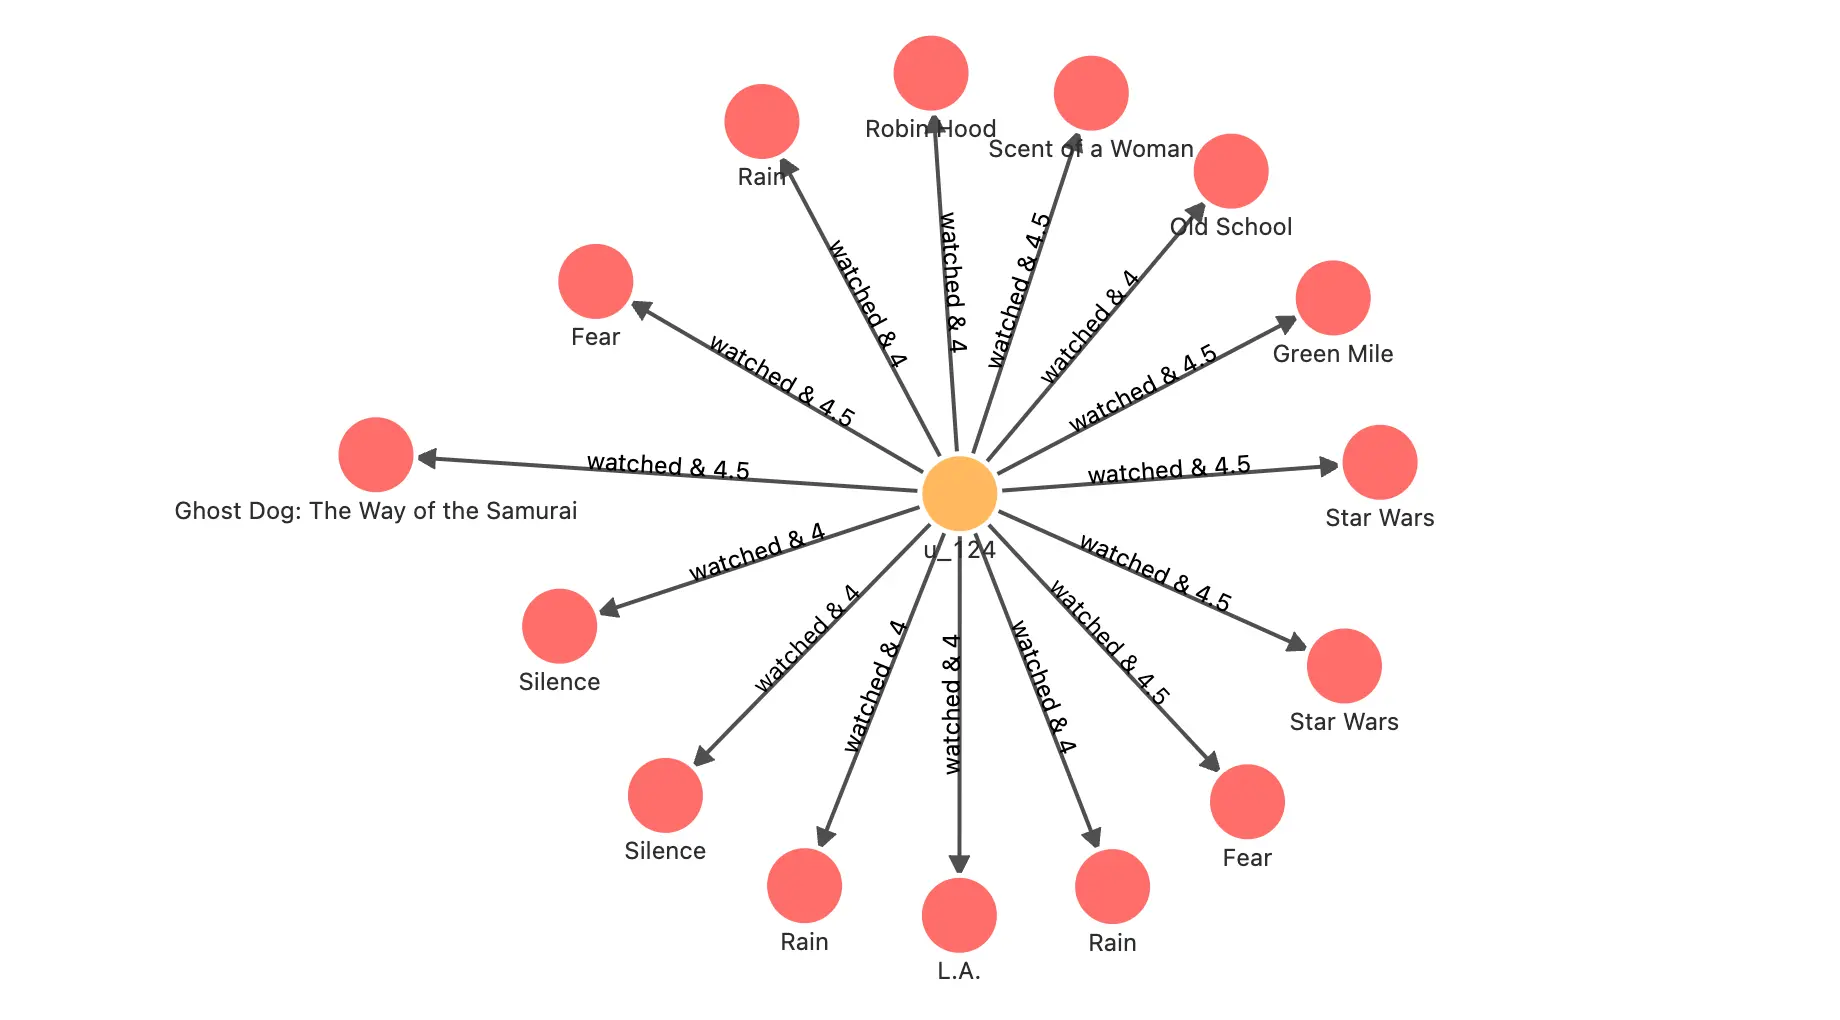 Robin Hood
Scent of a Woman
Rain
Old School
Fear
Green Mile
Ghost Dog: The Way of the Samurai
Star Wars
u_124
Silence
Star Wars
Silence
Fear
Rain
L.A.
Rain
watched & 4
watched & 4
watched & 4.5
watched & 4
watched & 4.5
watched & 4.5
watched & 4.5
watched & 4.5
watched & 4
watched & 4.5
watched & 4
watched & 4
watched & 4
watched & 4
watched & 4.5